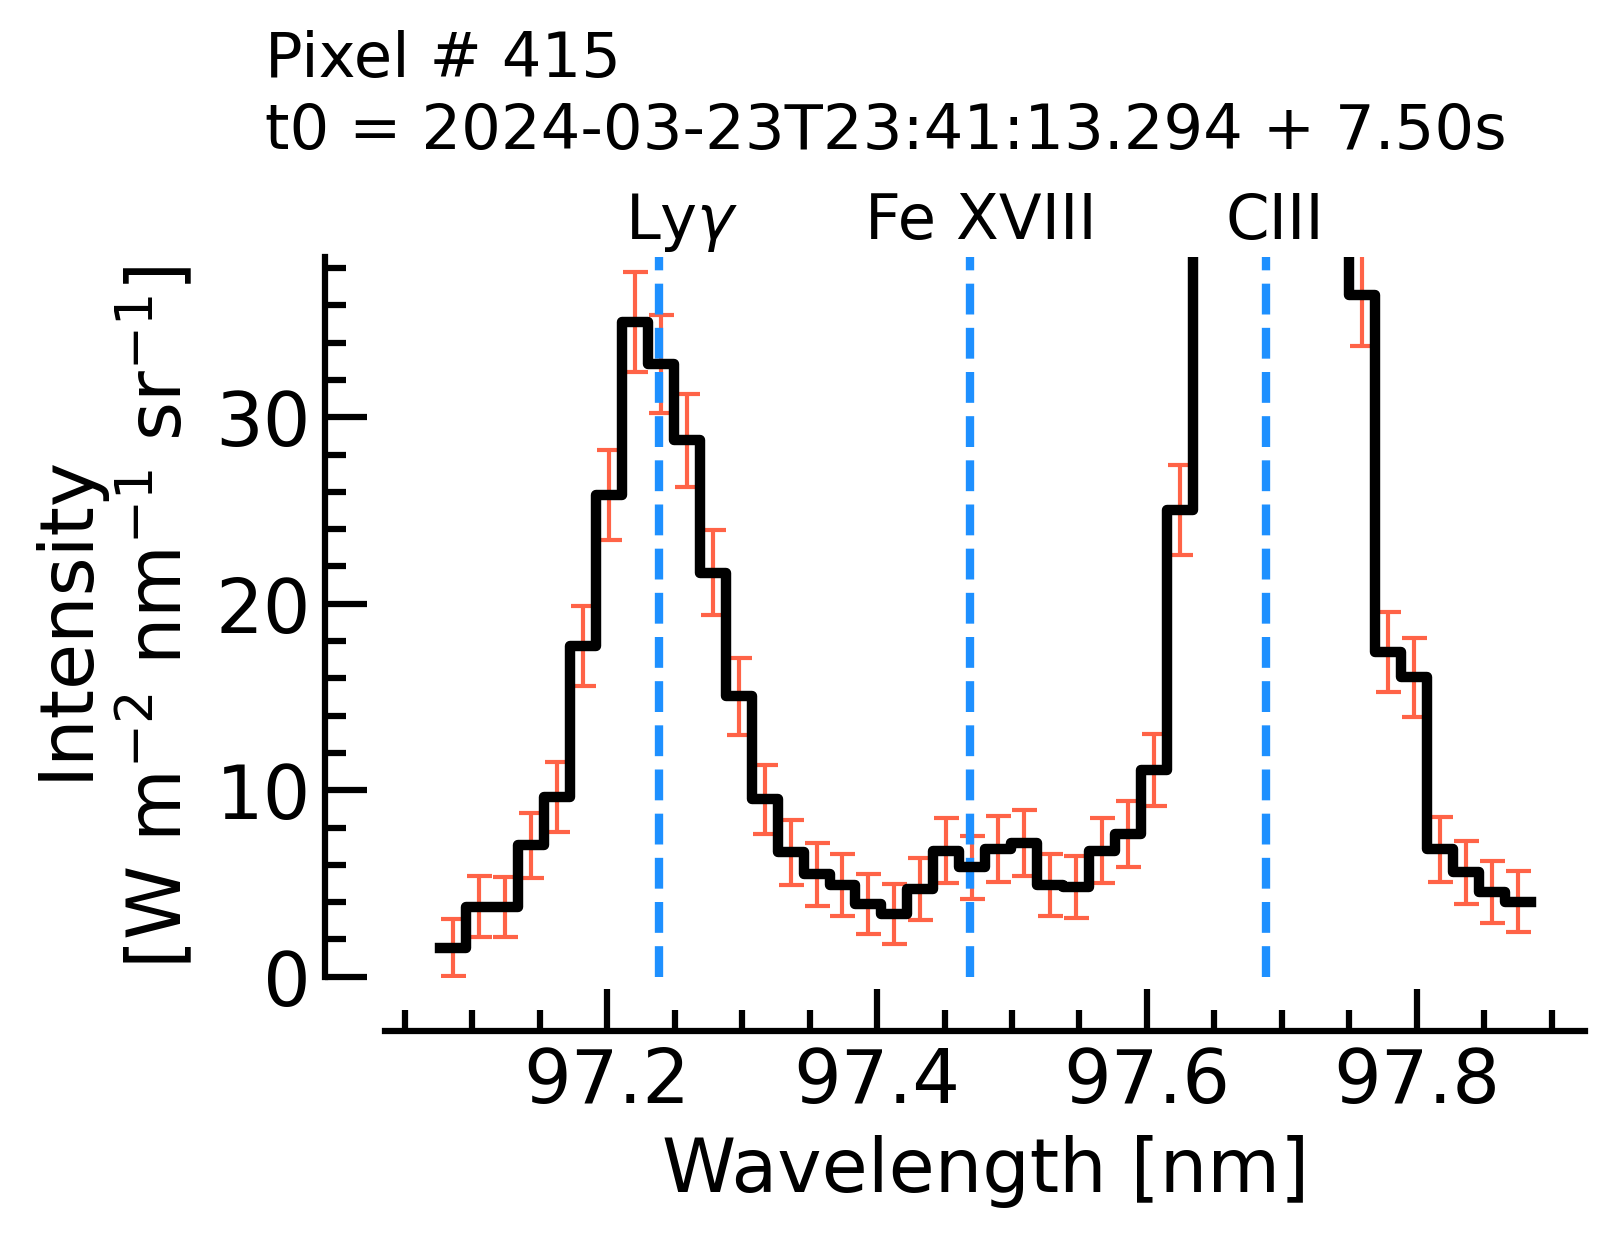 Pixel # 415
t0 = 2024-03-23T23:41:13.294 + 7.50s
Lyγ Fe XVIII CIII
Intensity
[W m⁻² nm⁻¹ sr⁻¹]
30
20
10
0
97.2 97.4 97.6 97.8
Wavelength [nm]